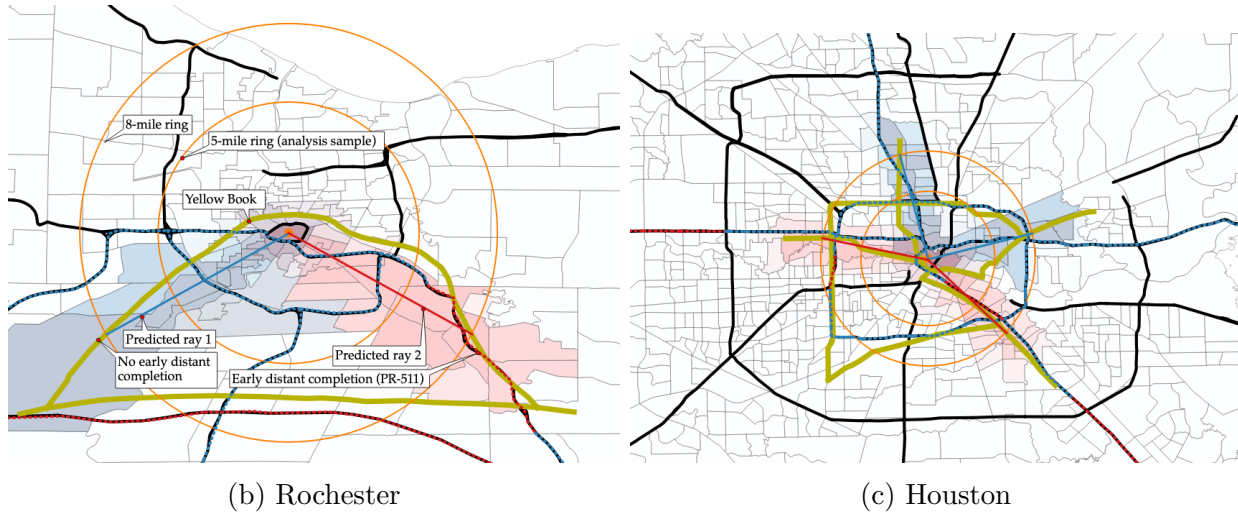 8-mile ring
5-mile ring (analysis sample)
Yellow Book
Predicted ray 1
No early distant
completion
Predicted ray 2
Early distant completion (PR-511)
(b) Rochester
(c) Houston